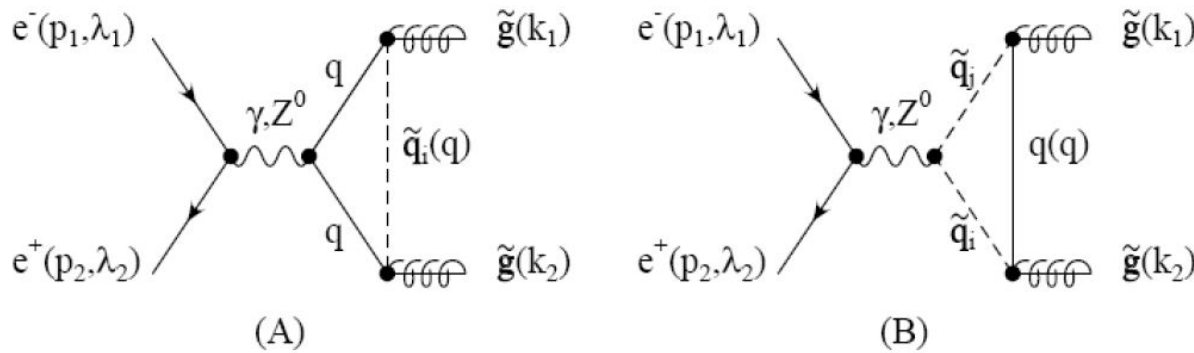 e⁻(p₁,λ₁)
q
γ,Z⁰
q
e⁺(p₂,λ₂)
g̃(k₁)
q̃ᵢ(q)
g̃(k₂)
(A)
e⁻(p₁,λ₁)
q̃ⱼ
γ,Z⁰
q̃ᵢ
e⁺(p₂,λ₂)
g̃(k₁)
q(q)
g̃(k₂)
(B)